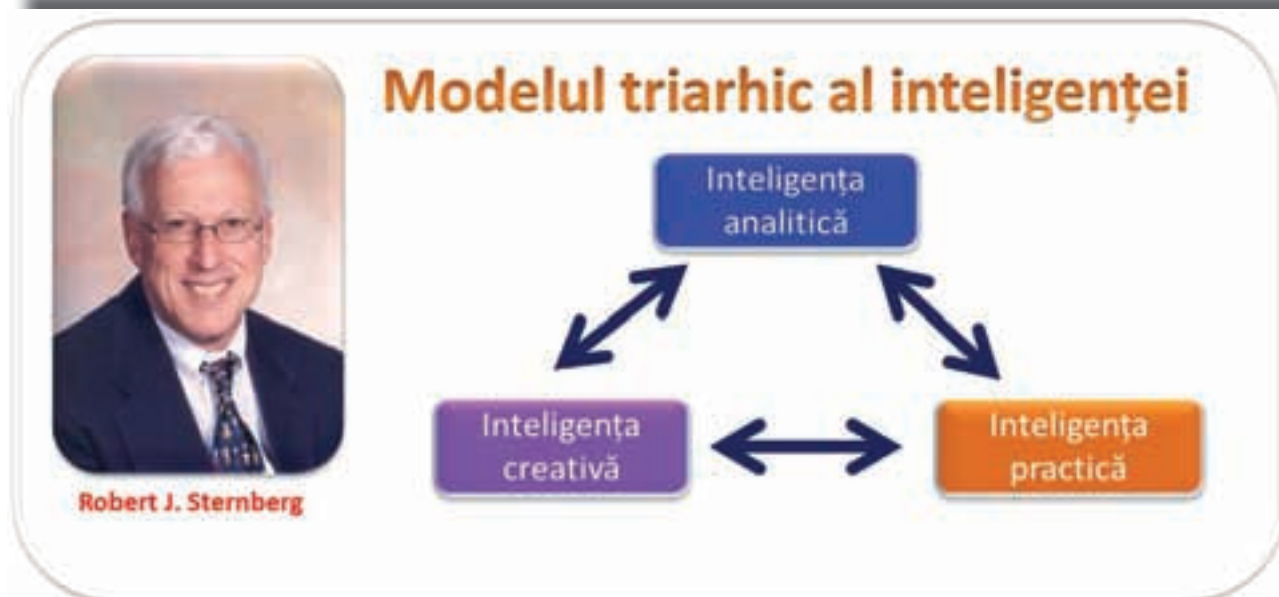 Modelul triarhic al inteligenței
Inteligența
analitică
Inteligența
creativă
Inteligența
practică
Robert J. Sternberg